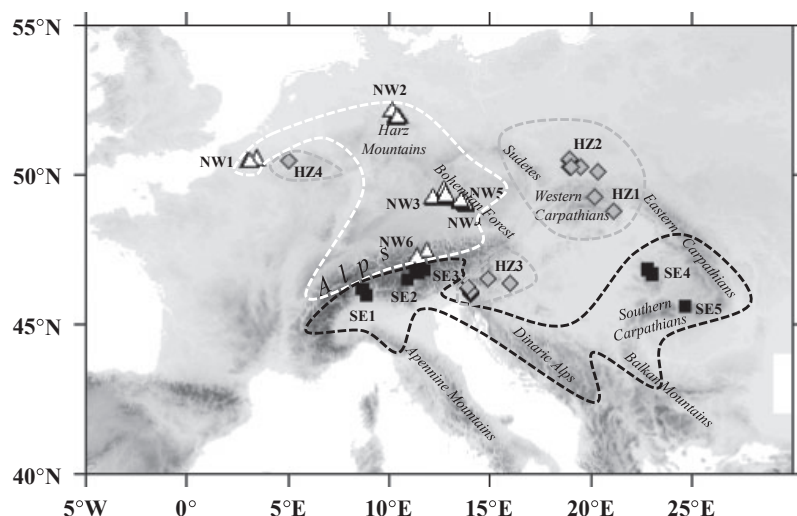 55°N
NW2
Harz
Mountains
NW1
HZ4
50°N
HZ2
Sudetes
HZ1
Western
Carpathians
Bohemian Forest
NW5
NW3
NW4
Eastern Carpathians
NW6
Alps
SE3
HZ3
SE2
SE4
SE1
Southern
Carpathians
SE5
45°N
Dinaric Alps
Apennine Mountains
Balkan Mountains
40°N
5°W
0°
5°E
10°E
15°E
20°E
25°E